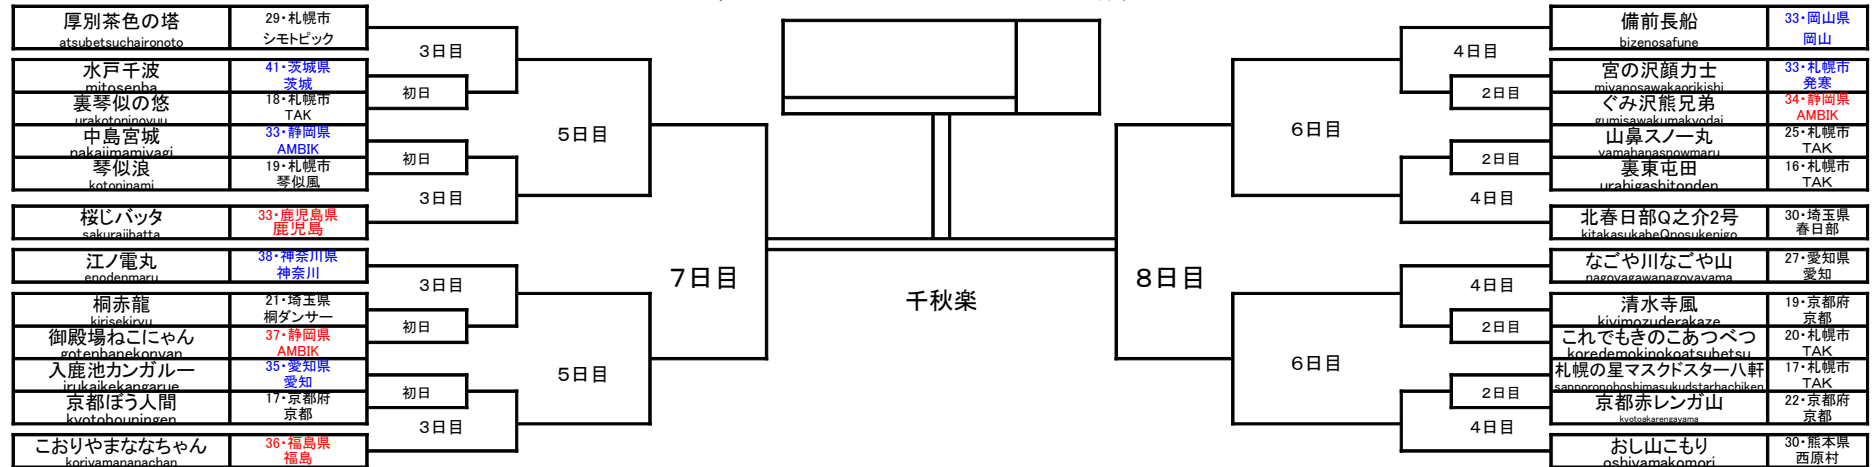 厚別茶色の塔
atsubetsuchaironoto
29・札幌市
シモトピック
水戸千波
mitosenba
41・茨城県
茨城
裏琴似の悠
urakotoninoyuu
18・札幌市
TAK
中島宮城
nakajimamiyagi
33・静岡県
AMBIK
琴似浪
kotoninami
19・札幌市
琴似風
桜じバッタ
sakurajibatta
33・鹿児島県
鹿児島
江ノ電丸
enodenmaru
38・神奈川県
神奈川
桐赤龍
kirisekiryu
21・埼玉県
桐ダンサー
御殿場ねこにゃん
gotenbanekonyan
37・静岡県
AMBIK
入鹿池カンガルー
irukaikekangarue
35・愛知県
愛知
京都ぼう人間
kyotobouningen
17・京都府
京都
こおりやまななちゃん
koriyamananachan
36・福島県
福島
3日目
初日
初日
3日目
3日目
初日
初日
3日目
5日目
5日目
7日目
千秋楽
8日目
6日目
6日目
4日目
2日目
2日目
4日目
4日目
2日目
2日目
4日目
備前長船
bizenosafune
33・岡山県
岡山
宮の沢顔力士
miyanosawakaorikishi
33・札幌市
発寒
ぐみ沢熊兄弟
gumisawakumakyodai
34・静岡県
AMBIK
山鼻スノー丸
yamahanasnowmaru
25・札幌市
TAK
裏東屯田
urahigashitonden
16・札幌市
TAK
北春日部Q之介2号
kitakasukabeQnosukenigo
30・埼玉県
春日部
なごや川なごや山
nagoyagawanagoyayama
27・愛知県
愛知
清水寺風
kiyimozuderakaze
19・京都府
京都
これでもきのこあつべつ
koredemokinokoatsubetsu
20・札幌市
TAK
札幌の星マスクドスター八軒
sapporonohoshimasukudstarhachiken
17・札幌市
TAK
京都赤レンガ山
kyotoakarengayama
22・京都府
京都
おし山こもり
oshiyamakomori
30・熊本県
西原村